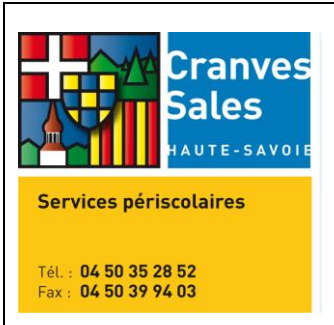 Cranves
Sales
HAUTE-SAVOIE
Services périscolaires
Tél. : 04 50 35 28 52
Fax : 04 50 39 94 03